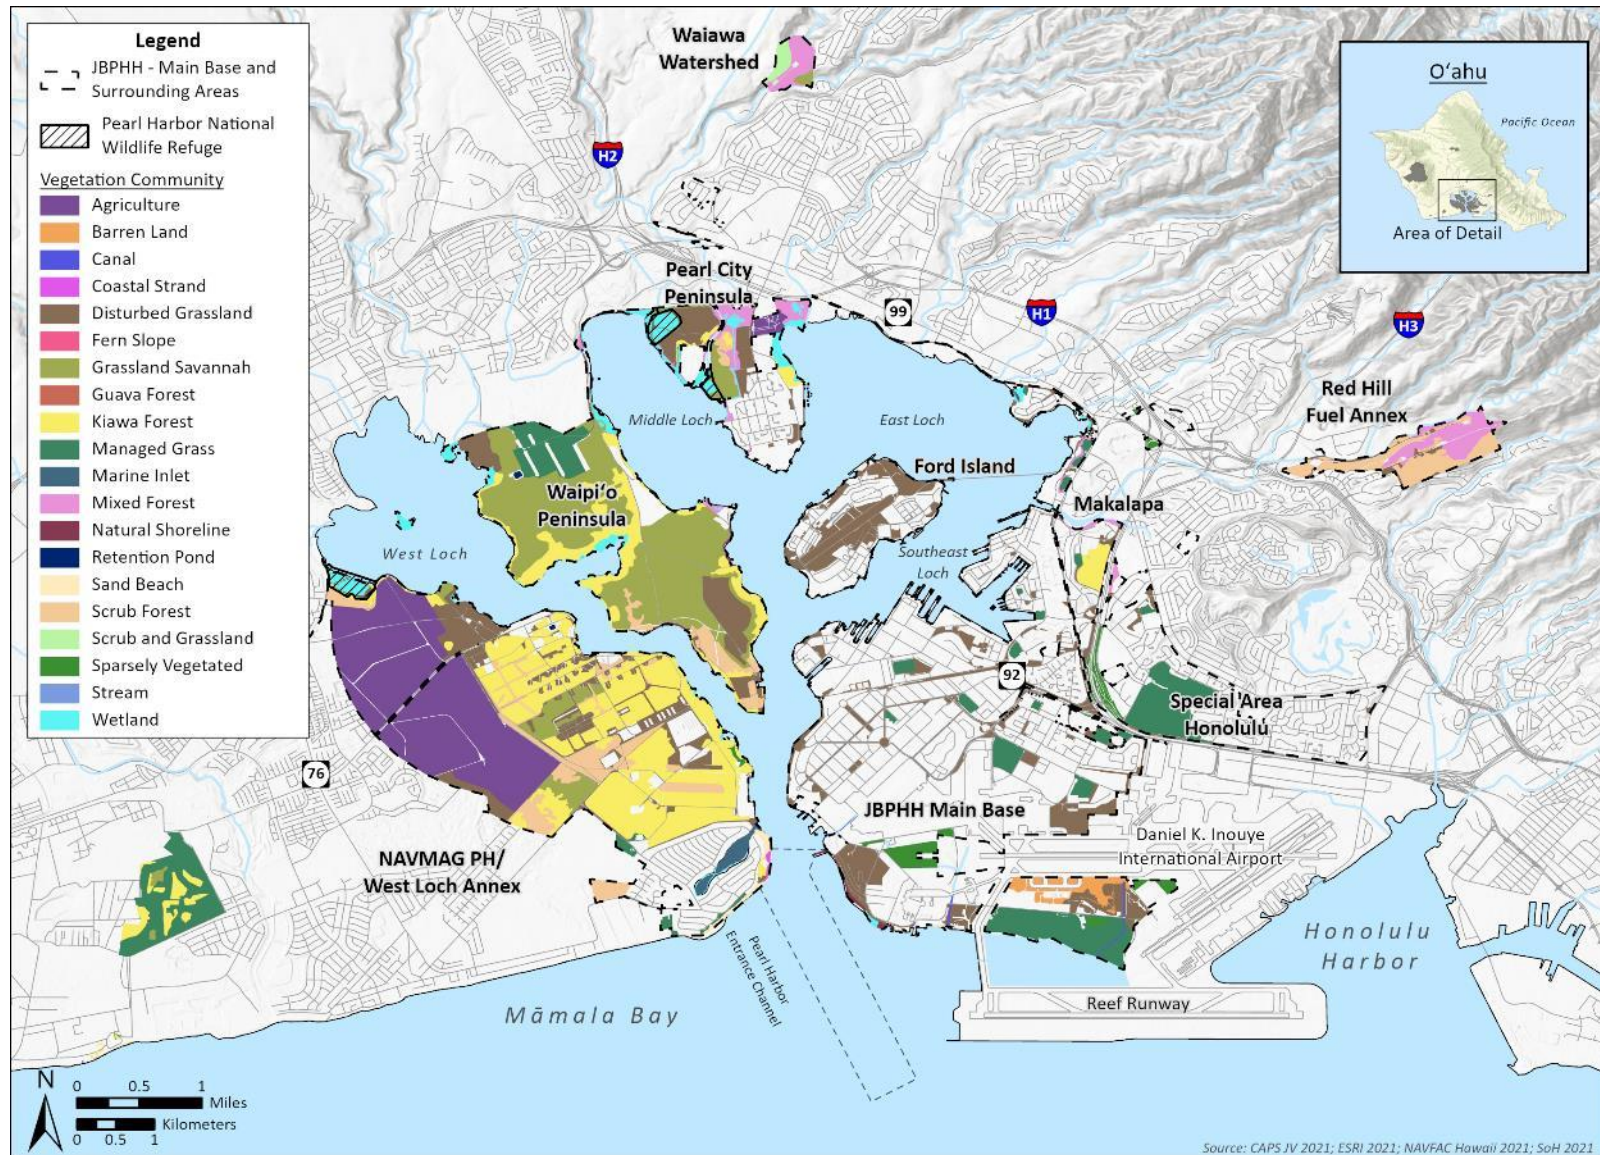 Legend
JBPHH - Main Base and
Surrounding Areas
Pearl Harbor National
Wildlife Refuge
Vegetation Community
Agriculture
Barren Land
Canal
Coastal Strand
Disturbed Grassland
Fern Slope
Grassland Savannah
Guava Forest
Kiawa Forest
Managed Grass
Marine Inlet
Mixed Forest
Natural Shoreline
Retention Pond
Sand Beach
Scrub Forest
Scrub and Grassland
Sparsely Vegetated
Stream
Wetland
Waiawa
Watershed
H2
Oʻahu
Pacific Ocean
Area of Detail
Pearl City
Peninsula
99
H1
H3
Red Hill
Fuel Annex
Middle Loch
East Loch
Ford Island
Makalapa
Waipiʻo
Peninsula
West Loch
Southeast
Loch
92
Special Area
Honolulu
76
JBPHH Main Base
Daniel K. Inouye
International Airport
NAVMAG PH/
West Loch Annex
Pearl Harbor
Entrance Channel
Honolulu
Harbor
Reef Runway
Māmala Bay
N
0 0.5 1
Miles
Kilometers
0 0.5 1
Source: CAPS JV 2021; ESRI 2021; NAVFAC Hawaii 2021; SoH 2021